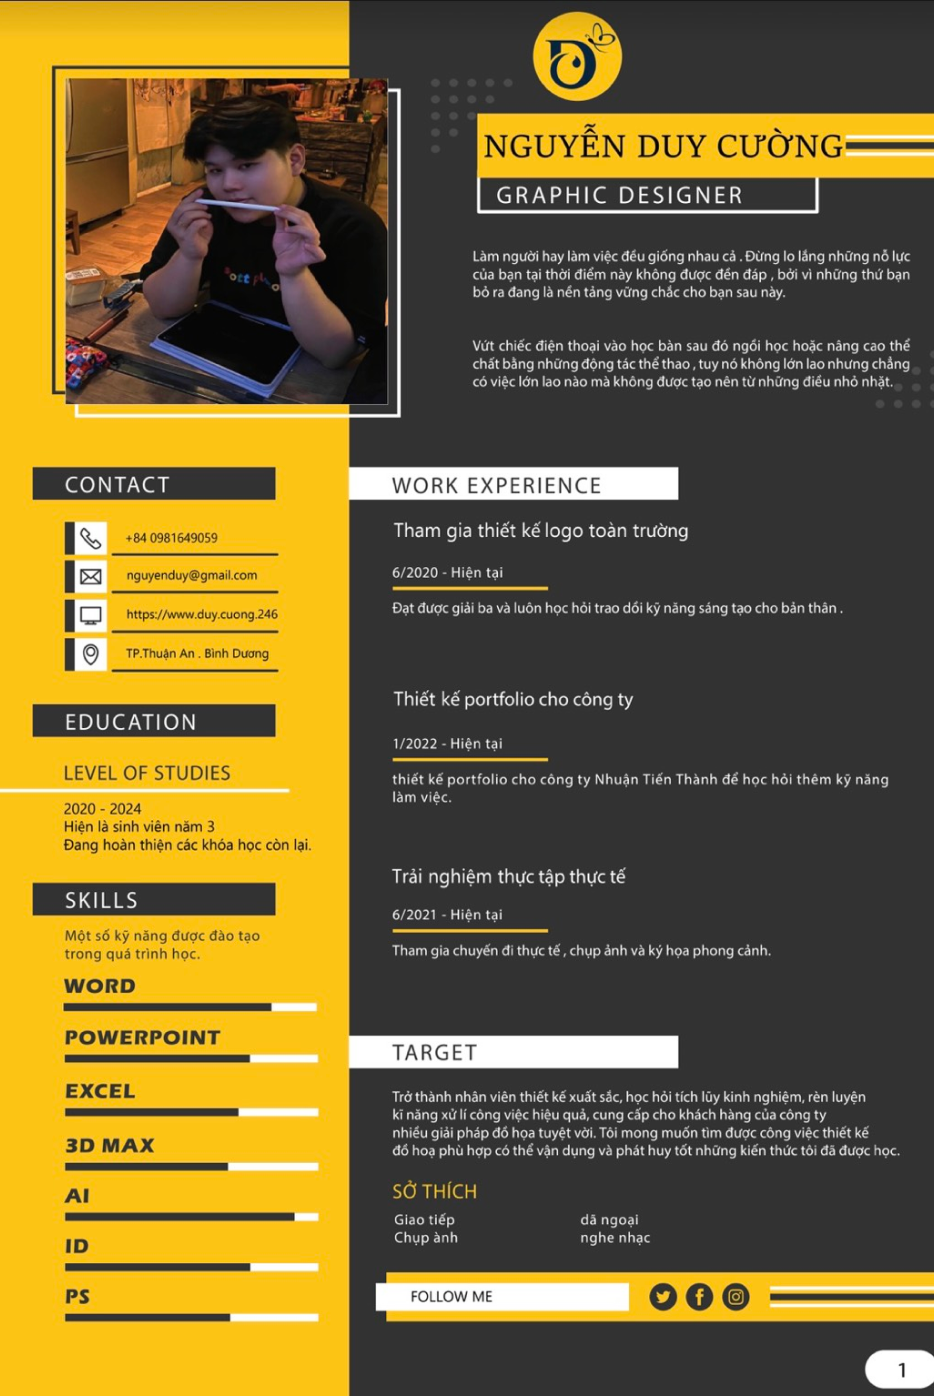 NGUYỄN DUY CƯỜNG
GRAPHIC DESIGNER
Làm người hay làm việc đều giống nhau cả . Đừng lo lắng những nỗ lực
của bạn tại thời điểm này không được đền đáp , bởi vì những thứ bạn
bỏ ra đang là nền tảng vững chắc cho bạn sau này.
Vứt chiếc điện thoại vào học bàn sau đó ngồi học hoặc nâng cao thể
chất bằng những động tác thể thao , tuy nó không lớn lao nhưng chẳng
có việc lớn lao nào mà không được tạo nên từ những điều nhỏ nhặt.
CONTACT
+84 0981649059
nguyenduy@gmail.com
https://www.duy.cuong.246
TP.Thuận An . Bình Dương
EDUCATION
LEVEL OF STUDIES
2020 - 2024
Hiện là sinh viên năm 3
Đang hoàn thiện các khóa học còn lại.
SKILLS
Một số kỹ năng được đào tạo
trong quá trình học.
WORD
POWERPOINT
EXCEL
3D MAX
AI
ID
PS
WORK EXPERIENCE
Tham gia thiết kế logo toàn trường
6/2020 - Hiện tại
Đạt được giải ba và luôn học hỏi trao dồi kỹ năng sáng tạo cho bản thân .
Thiết kế portfolio cho công ty
1/2022 - Hiện tại
thiết kế portfolio cho công ty Nhuận Tiến Thành để học hỏi thêm kỹ năng
làm việc.
Trải nghiệm thực tập thực tế
6/2021 - Hiện tại
Tham gia chuyến đi thực tế , chụp ảnh và ký họa phong cảnh.
TARGET
Trở thành nhân viên thiết kế xuất sắc, học hỏi tích lũy kinh nghiệm, rèn luyện
kĩ năng xử lí công việc hiệu quả, cung cấp cho khách hàng của công ty
nhiều giải pháp đồ họa tuyệt vời. Tôi mong muốn tìm được công việc thiết kế
đồ hoạ phù hợp có thể vận dụng và phát huy tốt những kiến thức tôi đã được học.
SỞ THÍCH
Giao tiếp dã ngoại
Chụp ành nghe nhạc
FOLLOW ME
1